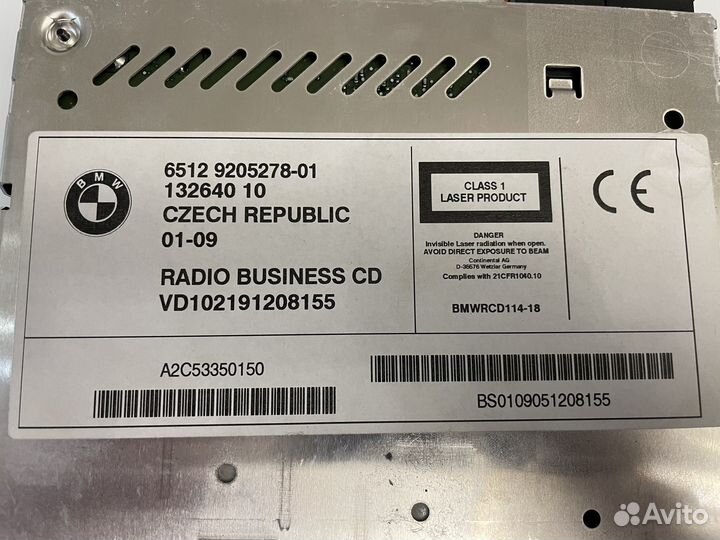 BMW
6512 9205278-01
132640 10
CZECH REPUBLIC
01-09
RADIO BUSINESS CD
VD102191208155
CLASS 1
LASER PRODUCT
DANGER
Invisible Laser radiation when open.
AVOID DIRECT EXPOSURE TO BEAM
Continental AG
D-35576 Wetzlar Germany
Complies with 21CFR1040.10
BMWRCD114-18
CE
A2C53350150
BS0109051208155
Avito